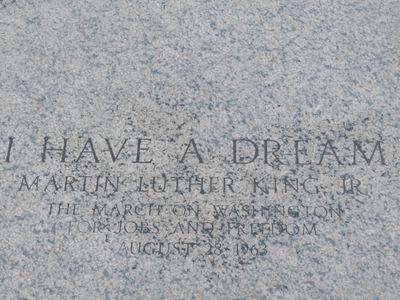 I HAVE A DREAM
MARTIN LUTHER KING JR
THE MARCH ON WASHINGTON
FOR JOBS AND FREEDOM
AUGUST 28 1963